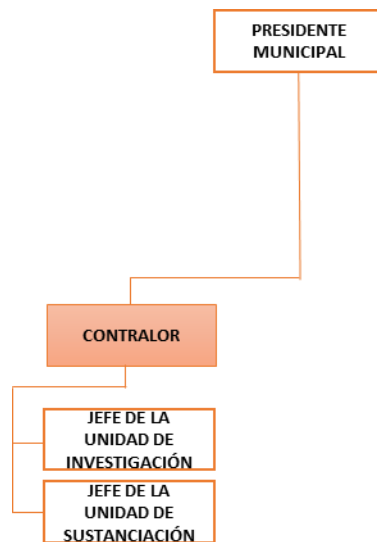 PRESIDENTE
MUNICIPAL
CONTRALOR
JEFE DE LA
UNIDAD DE
INVESTIGACIÓN
JEFE DE LA
UNIDAD DE
SUSTANCIACIÓN